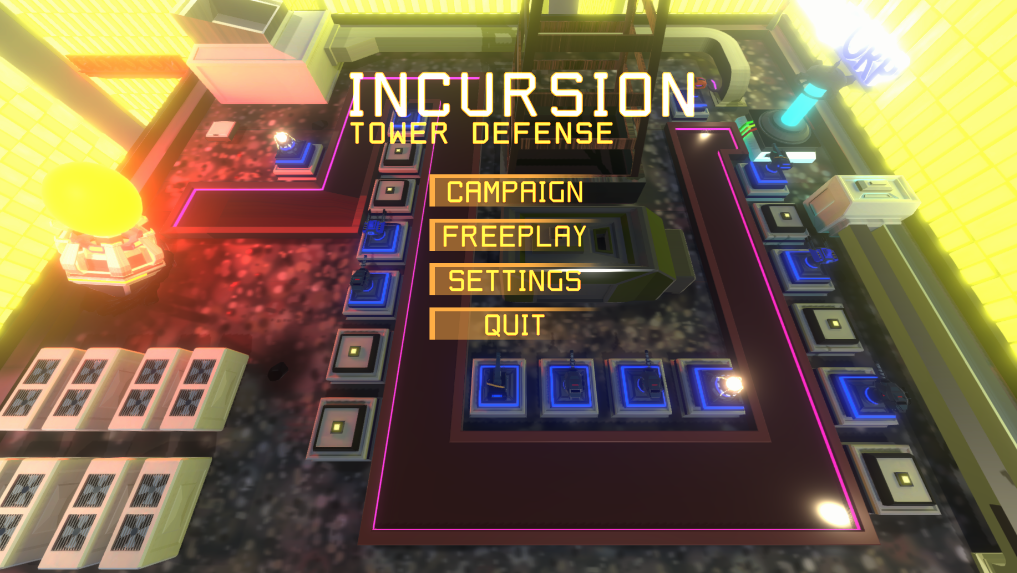 INCURSION
TOWER DEFENSE
CAMPAIGN
FREEPLAY
SETTINGS
QUIT